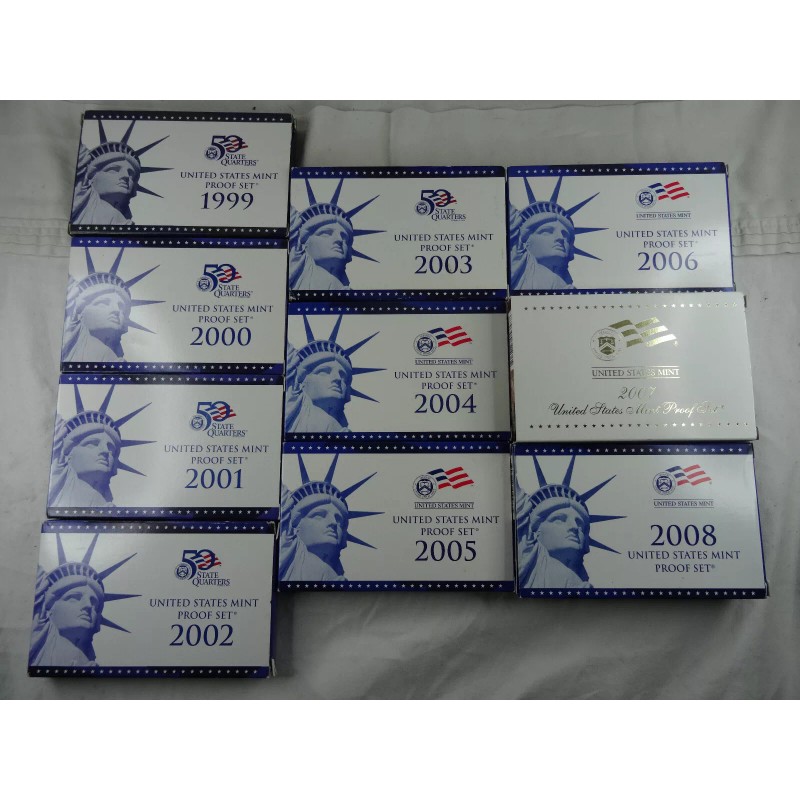 50
STATE
QUARTERS™
UNITED STATES MINT
PROOF SET®
1999
50
STATE
QUARTERS™
UNITED STATES MINT
PROOF SET®
2000
50
STATE
QUARTERS™
UNITED STATES MINT
PROOF SET®
2001
50
STATE
QUARTERS
UNITED STATES MINT
PROOF SET®
2002
50
STATE
QUARTERS™
UNITED STATES MINT
PROOF SET®
2003
UNITED STATES MINT
UNITED STATES MINT
PROOF SET®
2004
UNITED STATES MINT
UNITED STATES MINT
PROOF SET®
2005
UNITED STATES MINT
UNITED STATES MINT
PROOF SET®
2006
UNITED STATES MINT
2007
United States Mint Proof Set®
UNITED STATES MINT
2008
UNITED STATES MINT
PROOF SET®